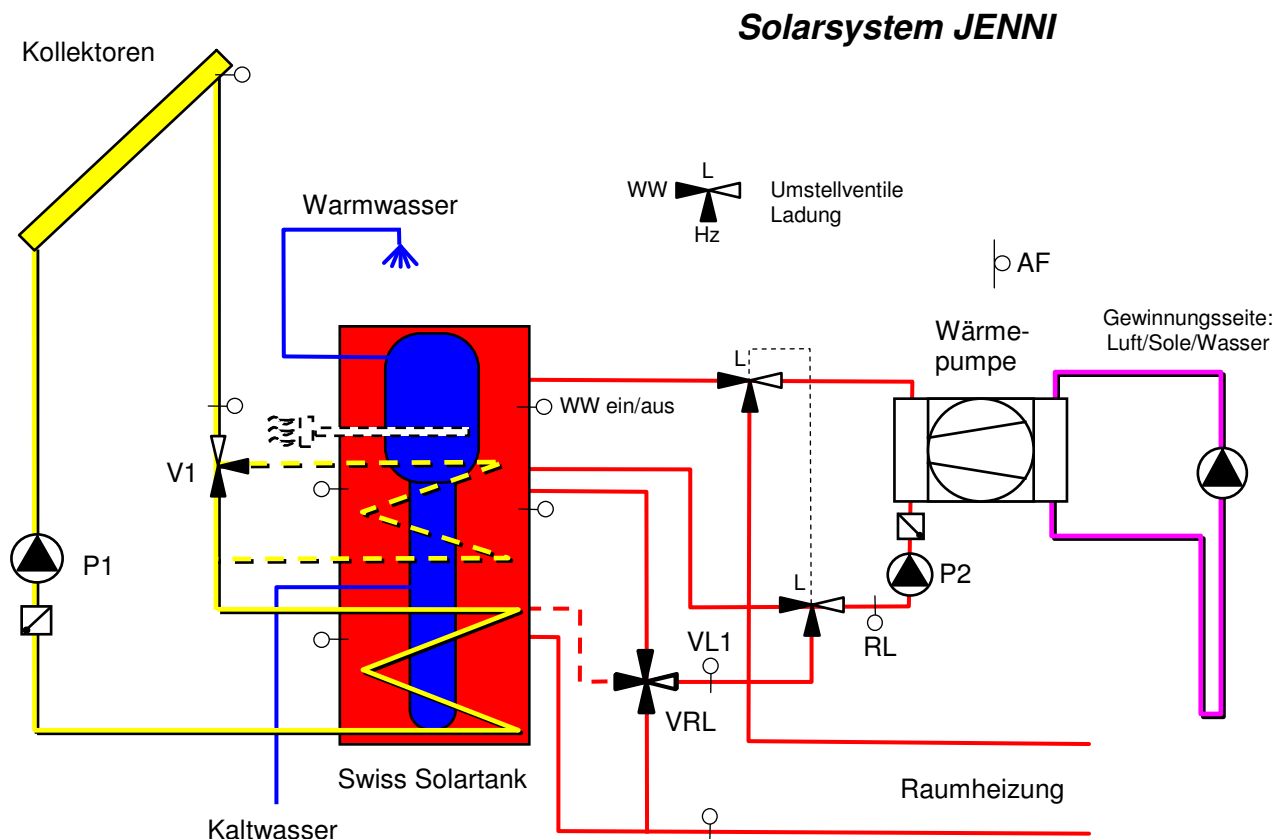 Solarsystem JENNI
Kollektoren
L
WW
Hz
Umstellventile
Ladung
Warmwasser
AF
Wärme-
pumpe
Gewinnungsseite:
Luft/Sole/Wasser
L
WW ein/aus
V1
P1
P2
L
RL
VL1
VRL
Swiss Solartank
Raumheizung
Kaltwasser